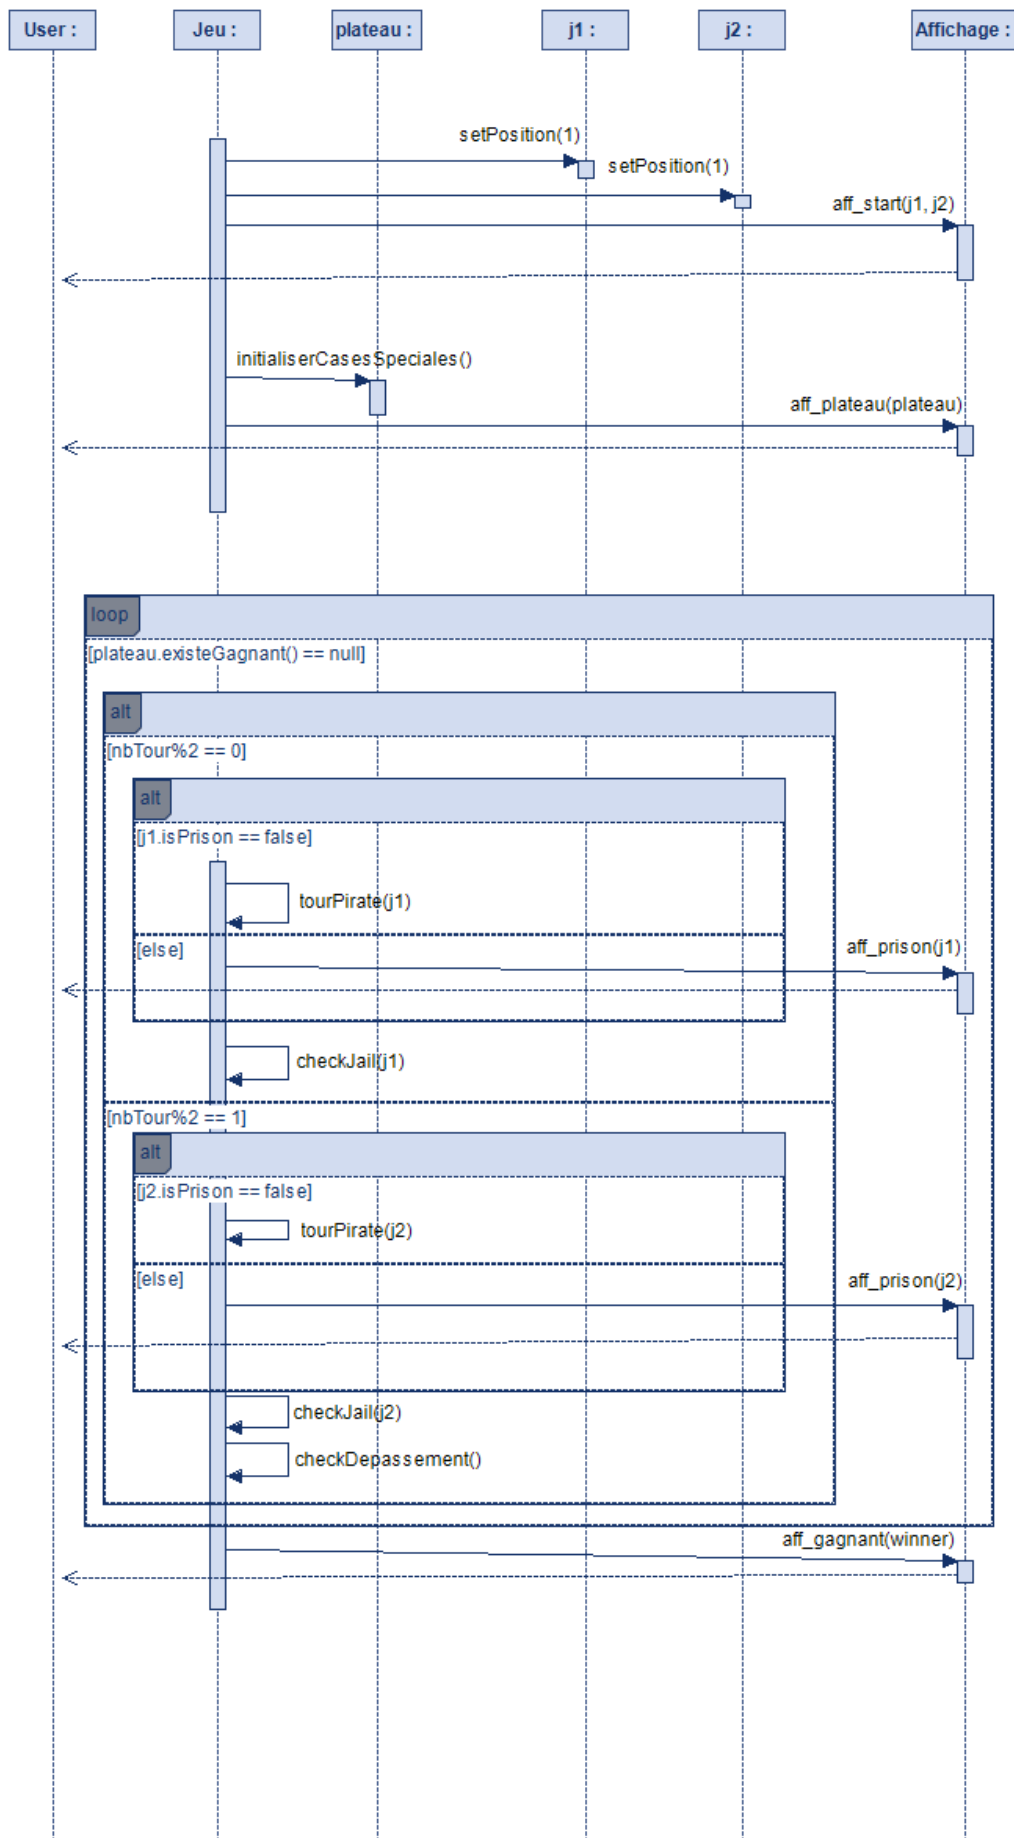 User :
Jeu :
plateau :
j1 :
j2 :
Affichage :
setPosition(1)
setPosition(1)
aff_start(j1, j2)
initialiserCasesSpeciales()
aff_plateau(plateau)
loop
[plateau.existeGagnant() == null]
alt
[nbTour%2 == 0]
alt
[j1.isPrison == false]
tourPirate(j1)
[else]
aff_prison(j1)
checkJail(j1)
[nbTour%2 == 1]
alt
[j2.isPrison == false]
tourPirate(j2)
[else]
aff_prison(j2)
checkJail(j2)
checkDepassement()
aff_gagnant(winner)